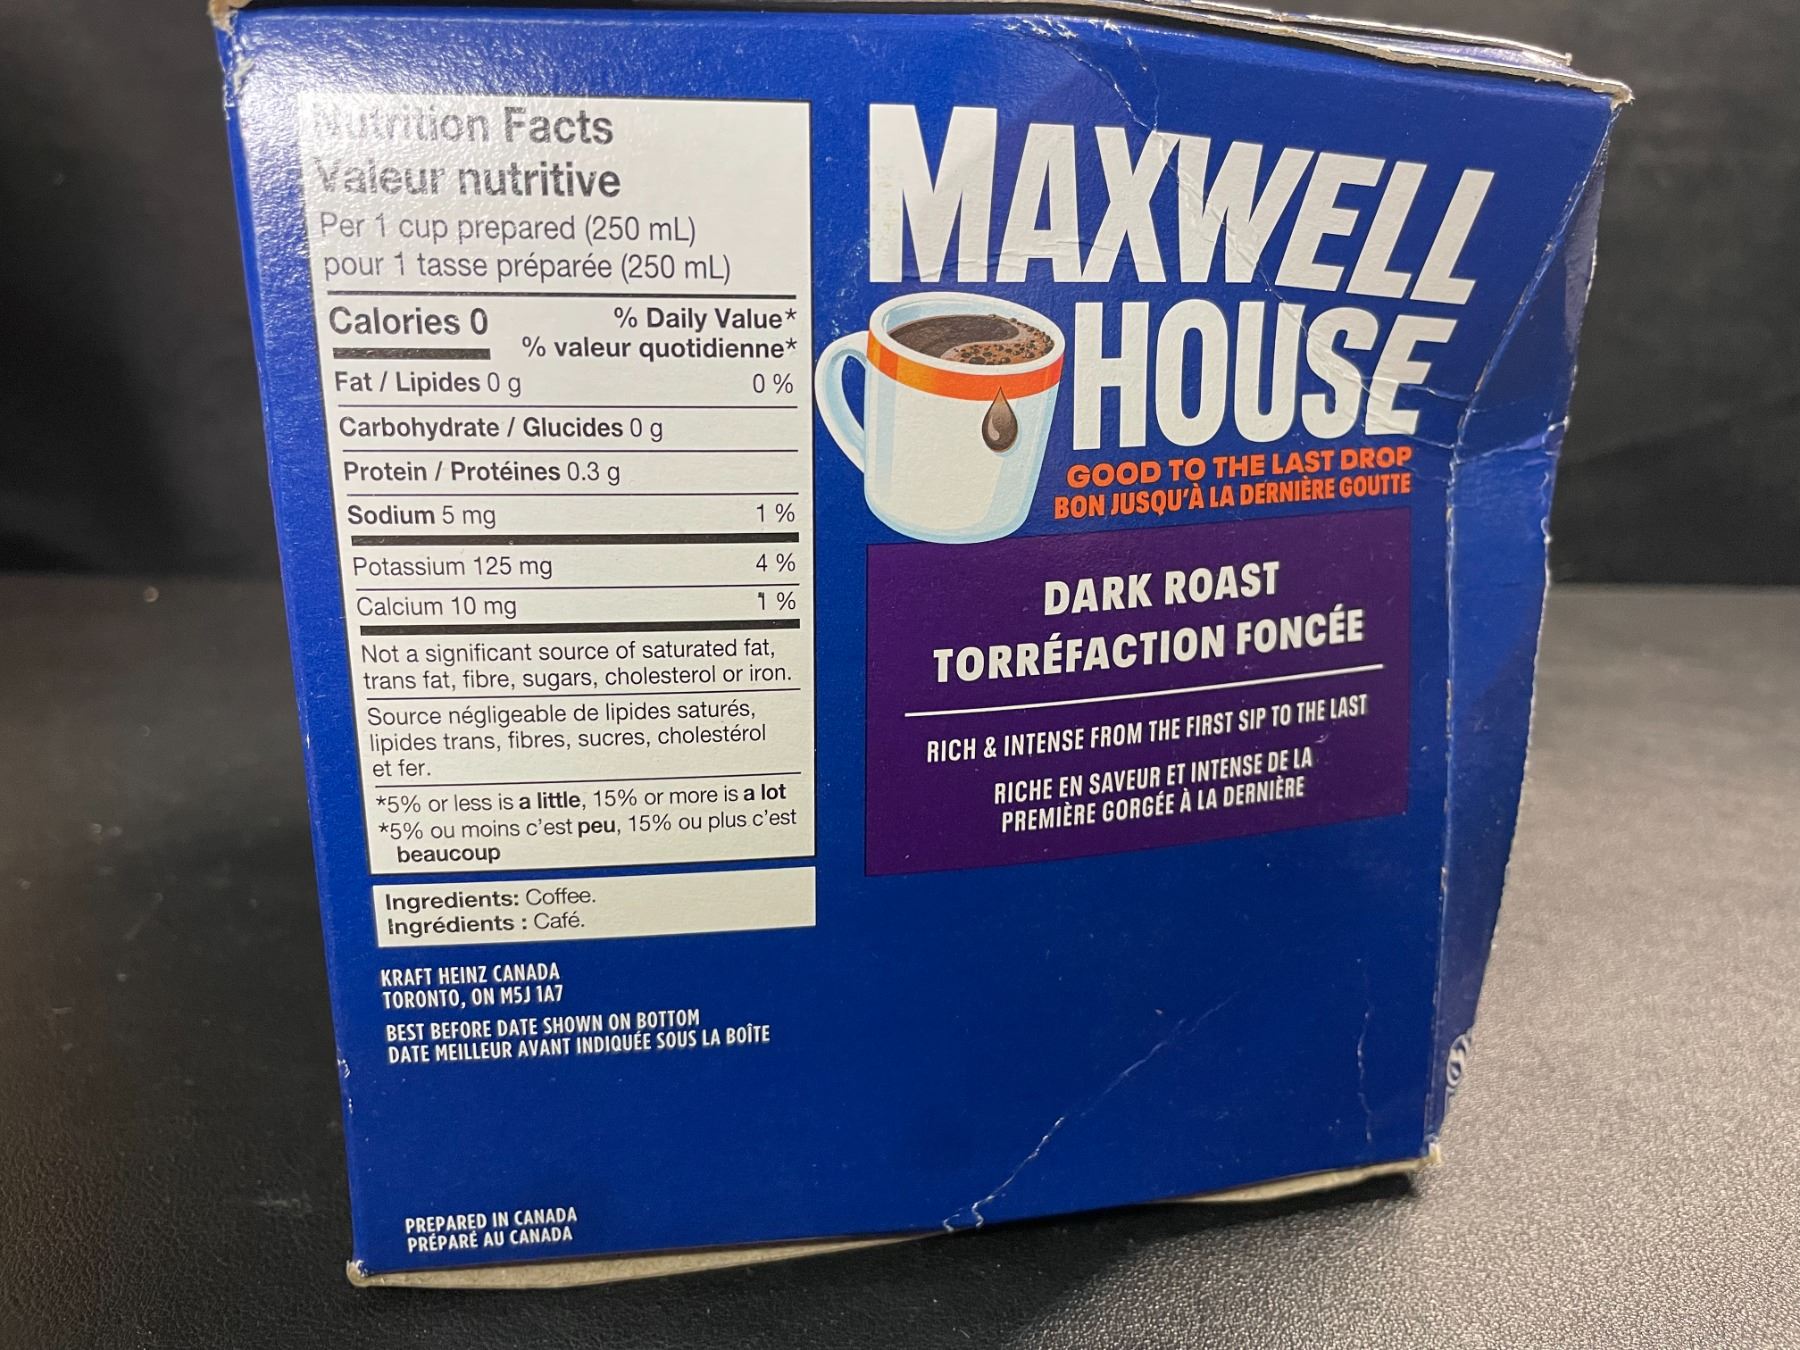 Nutrition Facts
Valeur nutritive
Per 1 cup prepared (250 mL)
pour 1 tasse préparée (250 mL)
Calories 0
% Daily Value*
% valeur quotidienne*
Fat / Lipides 0 g 0 %
Carbohydrate / Glucides 0 g
Protein / Protéines 0.3 g
Sodium 5 mg 1 %
Potassium 125 mg 4 %
Calcium 10 mg 1 %
Not a significant source of saturated fat,
trans fat, fibre, sugars, cholesterol or iron.
Source négligeable de lipides saturés,
lipides trans, fibres, sucres, cholestérol
et fer.
*5% or less is a little, 15% or more is a lot
*5% ou moins c'est peu, 15% ou plus c'est
beaucoup
Ingredients: Coffee.
Ingrédients : Café.
KRAFT HEINZ CANADA
TORONTO, ON M5J 1A7
BEST BEFORE DATE SHOWN ON BOTTOM
DATE MEILLEUR AVANT INDIQUÉE SOUS LA BOÎTE
PREPARED IN CANADA
PRÉPARÉ AU CANADA
MAXWELL
HOUSE
GOOD TO THE LAST DROP
BON JUSQU'À LA DERNIÈRE GOUTTE
DARK ROAST
TORRÉFACTION FONCÉE
RICH & INTENSE FROM THE FIRST SIP TO THE LAST
RICHE EN SAVEUR ET INTENSE DE LA
PREMIÈRE GORGÉE À LA DERNIÈRE